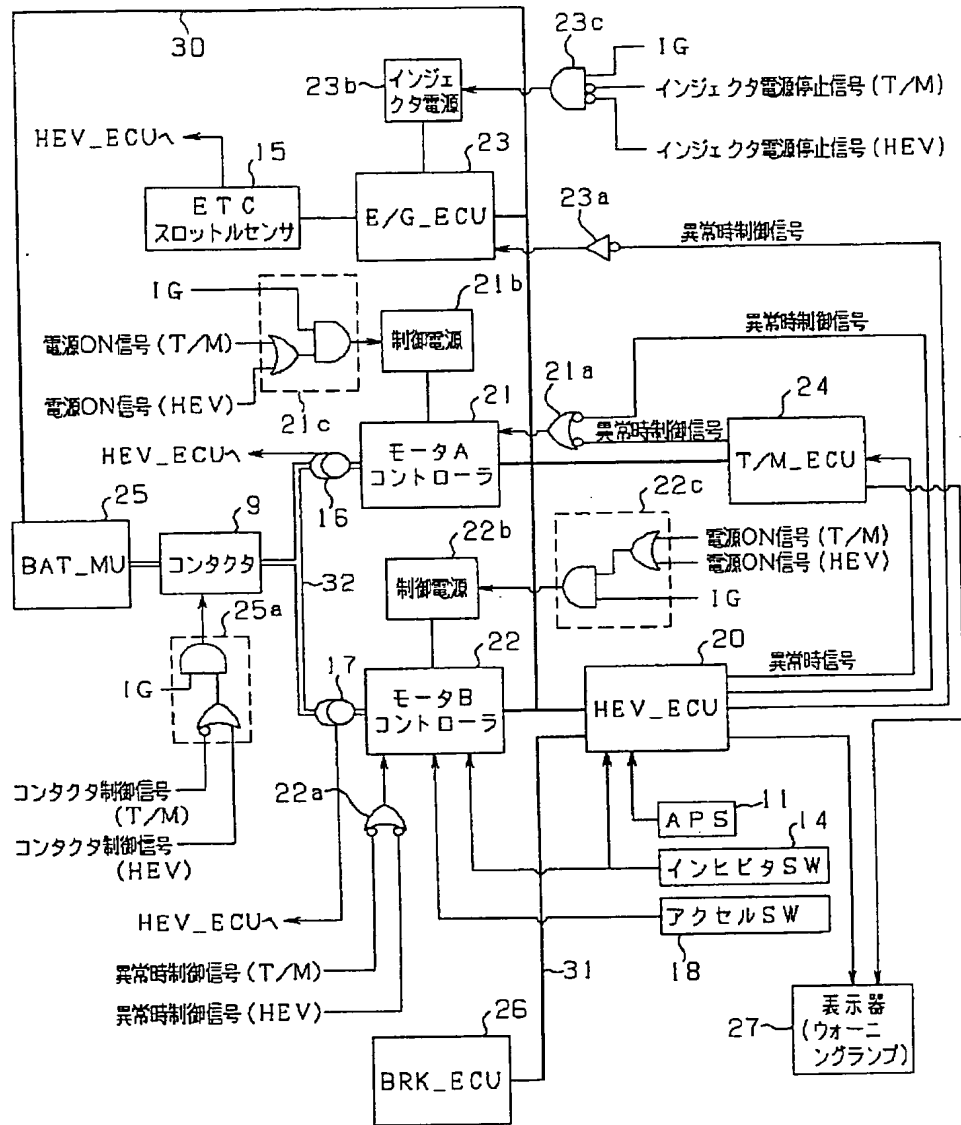 30
23c
IG
インジェクタ電源停止信号(T/M)
インジェクタ電源停止信号(HEV)
23b
インジェ
クタ電源
HEV_ECUへ
15
ETC
スロットルセンサ
23
E/G_ECU
23a
異常時制御信号
IG
電源ON信号(T/M)
電源ON信号(HEV)
21c
21b
制御電源
異常時制御信号
21a
異常時制御信号
24
T/M_ECU
21
モータA
コントローラ
HEV_ECUへ
16
25
BAT_MU
9
コンタクタ
32
22b
制御電源
22c
電源ON信号(T/M)
電源ON信号(HEV)
IG
25a
IG
コンタクタ制御信号
(T/M)
コンタクタ制御信号
(HEV)
17
22
モータB
コントローラ
20
HEV_ECU
異常時信号
22a
11
APS
14
インヒビタSW
アクセルSW
18
HEV_ECUへ
異常時制御信号(T/M)
異常時制御信号(HEV)
31
26
BRK_ECU
27
表示器
(ウォーニ
ングランプ)